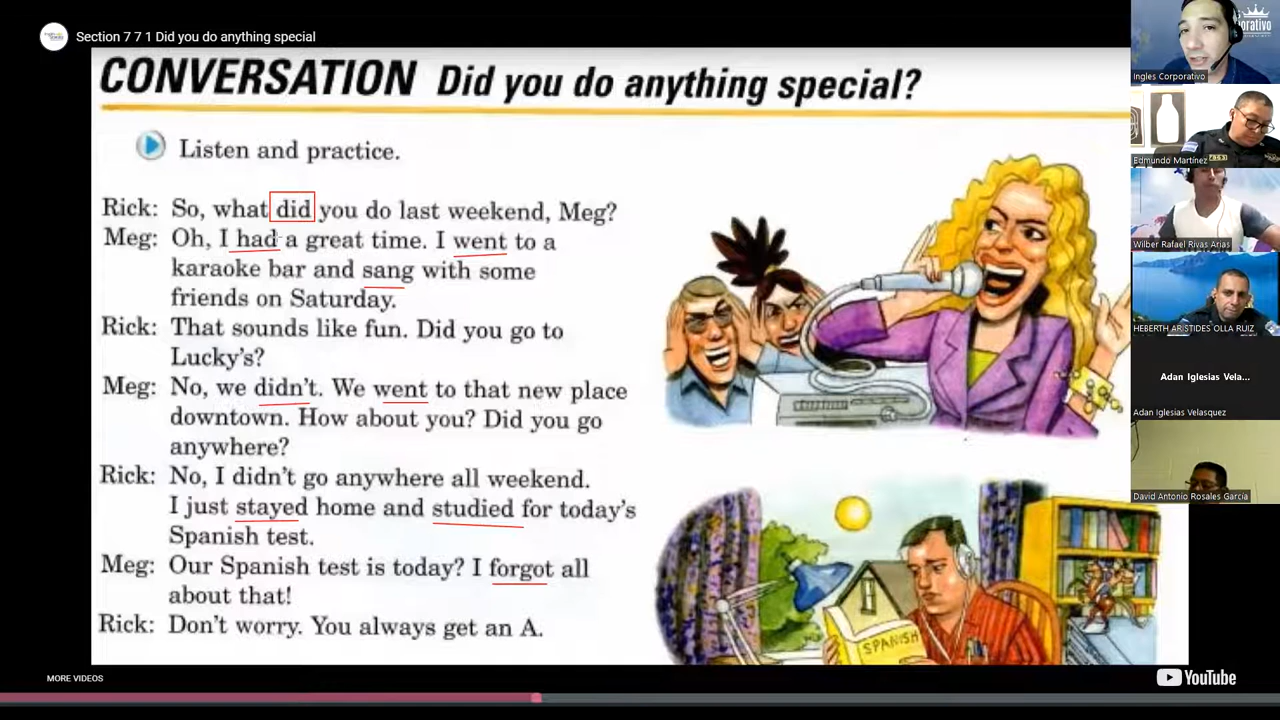 Section 7 7 1 Did you do anything special
CONVERSATION Did you do anything special?
Listen and practice.
Rick: So, what did you do last weekend, Meg?
Meg: Oh, I had a great time. I went to a
karaoke bar and sang with some
friends on Saturday.
Rick: That sounds like fun. Did you go to
Lucky's?
Meg: No, we didn't. We went to that new place
downtown. How about you? Did you go
anywhere?
Rick: No, I didn't go anywhere all weekend.
I just stayed home and studied for today's
Spanish test.
Meg: Our Spanish test is today? I forgot all
about that!
Rick: Don't worry. You always get an A.
SPANISH
MORE VIDEOS
YouTube
orativo
Ingles Corporativo
Edmundo Martínez
Wilber Rafael Rivas Arias
HEBERTH ARISTIDES OLLA RUIZ
Adan Iglesias Vela...
Adan Iglesias Velasquez
David Antonio Rosales García